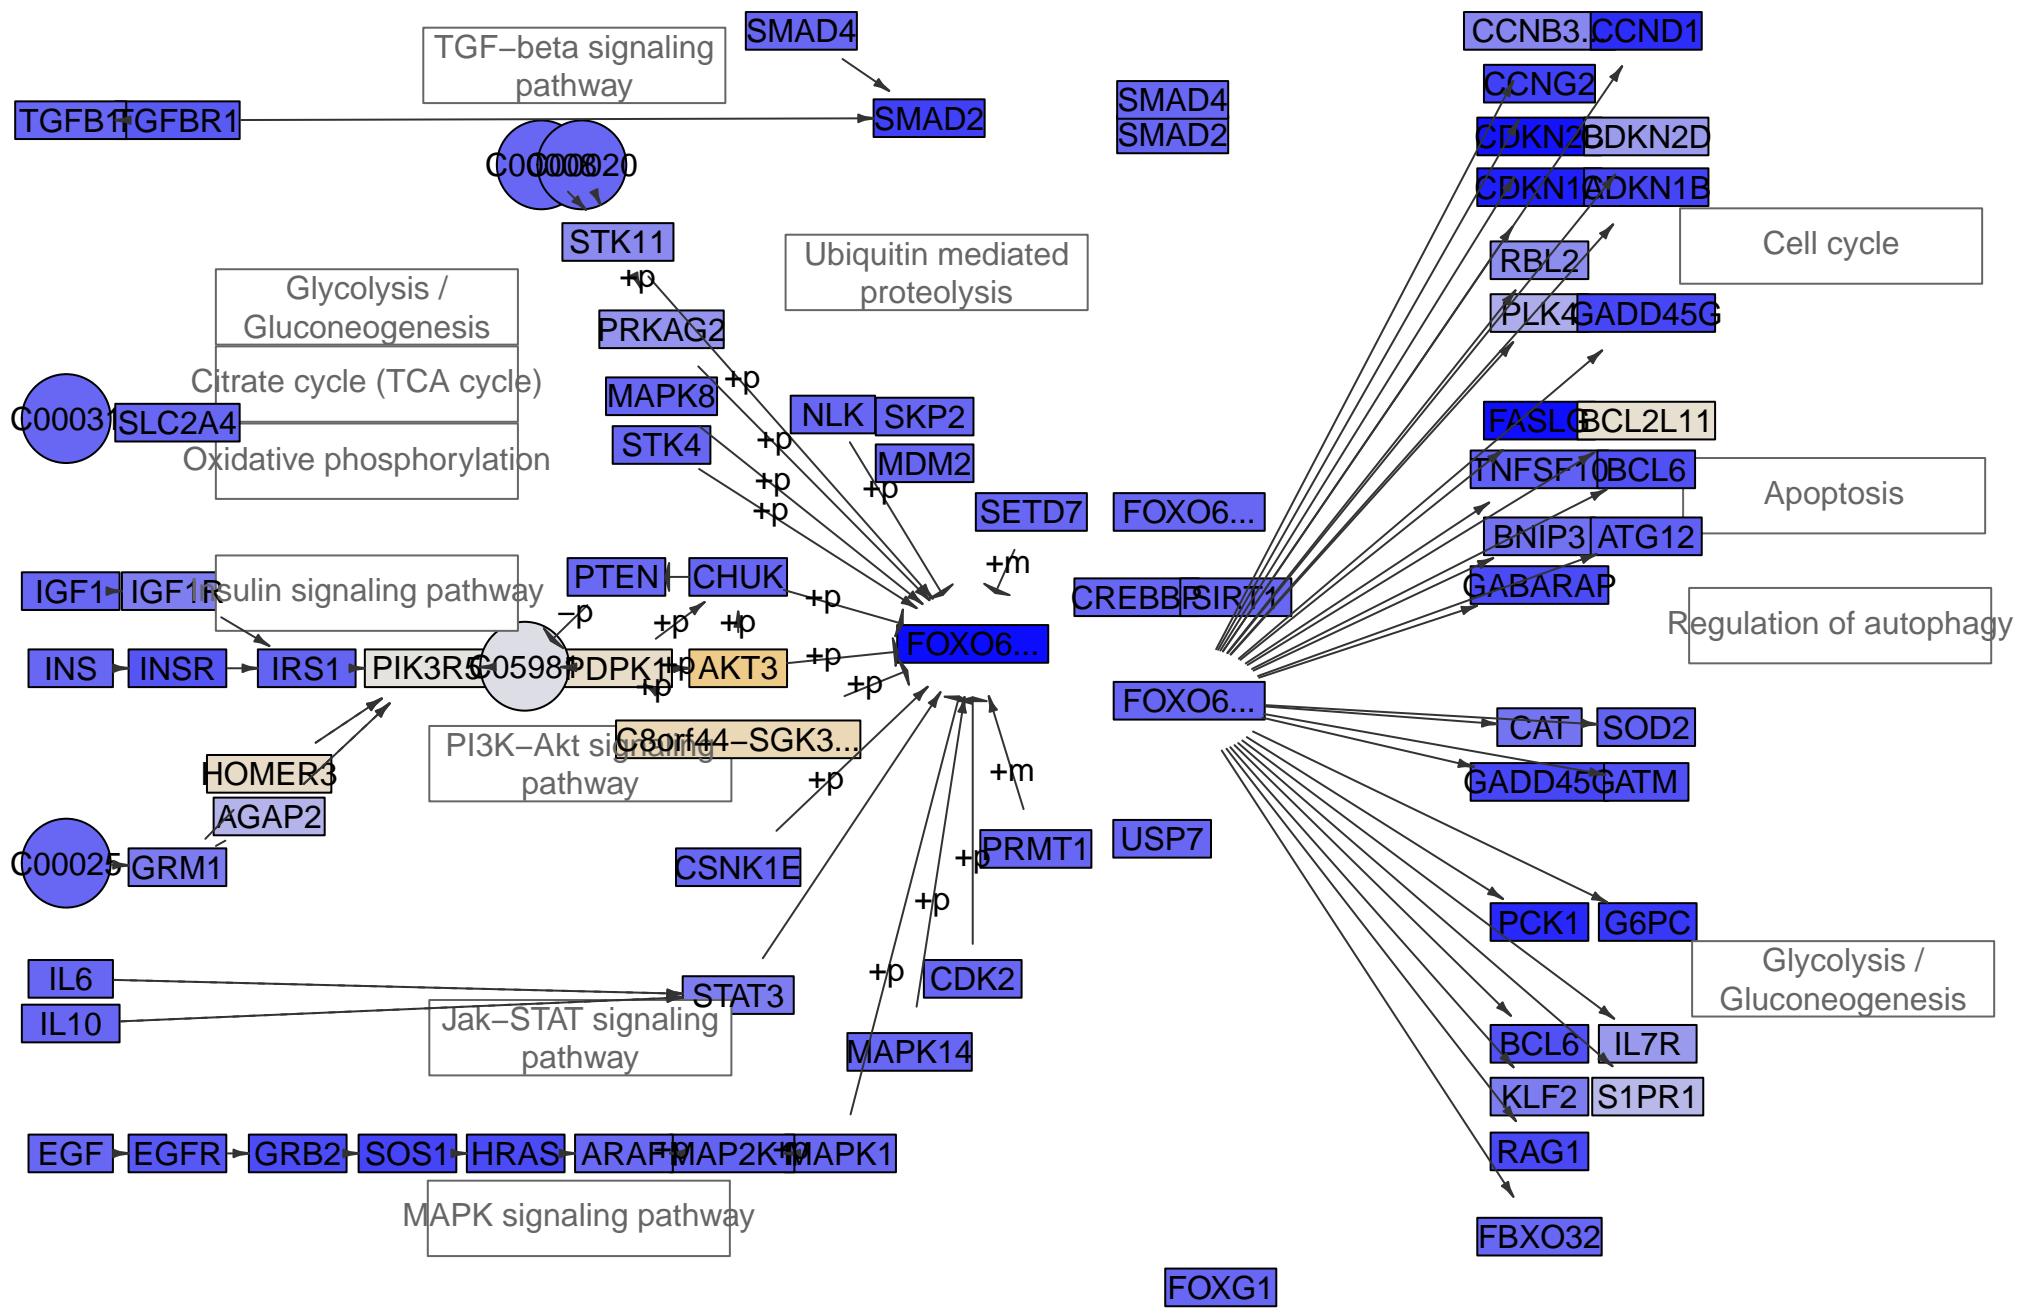 SMAD4
CCNB3...
CCND1
TGF−beta signaling
pathway
CCNG2
SMAD4
TGFB1
TGFBR1
SMAD2
SMAD2
CDKN2B
CDKN2D
C00020
CDKN1A
CDKN1B
STK11
Ubiquitin mediated
proteolysis
Cell cycle
RBL2
+p
Glycolysis /
Gluconeogenesis
PRKAG2
PLK4
GADD45G
Citrate cycle (TCA cycle)
+p
MAPK8
NLK
SKP2
C00031
SLC2A4
FASLG
BCL2L11
STK4
+p
Oxidative phosphorylation
MDM2
TNFSF10
BCL6
+p
+p
Apoptosis
+p
SETD7
FOXO6...
BNIP3
ATG12
+m
IGF1
IGF1R
Insulin signaling pathway
PTEN
CHUK
+p
CREBBP
SIRT1
GABARAP
−p
+p
+p
Regulation of autophagy
INS
INSR
IRS1
PIK3R5
C05981
PDPK1
+p
AKT3
+p
FOXO6...
+p
+p
FOXO6...
CAT
SOD2
PI3K−Akt signaling
pathway
C8orf44−SGK3...
HOMER3
+p
+m
GADD45G
ATM
AGAP2
C00025
GRM1
CSNK1E
+p
PRMT1
USP7
+p
PCK1
G6PC
IL6
+p
CDK2
Glycolysis /
Gluconeogenesis
STAT3
IL10
Jak−STAT signaling
pathway
MAPK14
BCL6
IL7R
KLF2
S1PR1
EGF
EGFR
GRB2
SOS1
HRAS
ARAF
+p
MAP2K1
+p
MAPK1
RAG1
MAPK signaling pathway
FBXO32
FOXG1